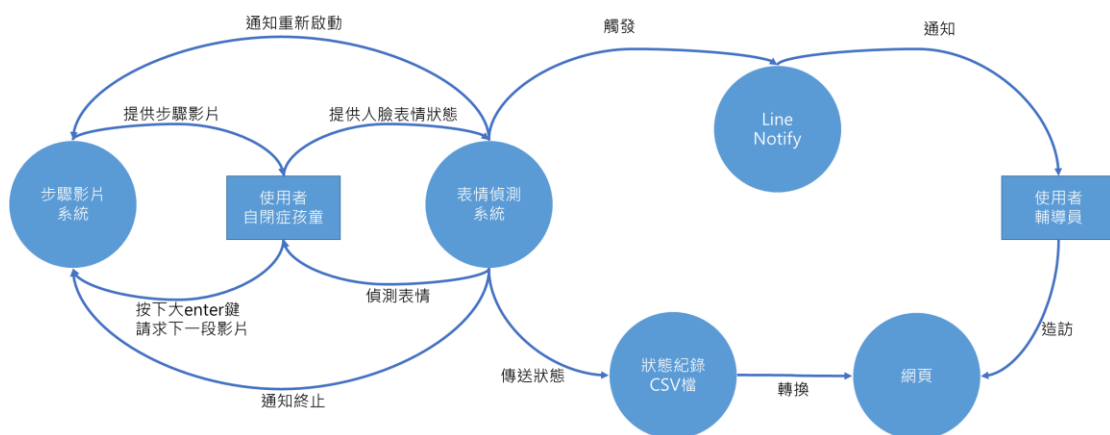 通知重新啟動
觸發
通知
提供步驟影片
提供人臉表情狀態
Line
Notify
步驟影片
系統
使用者
自閉症孩童
表情偵測
系統
使用者
輔導員
偵測表情
按下大enter鍵
請求下一段影片
造訪
通知終止
傳送狀態
狀態紀錄
CSV檔
轉換
網頁